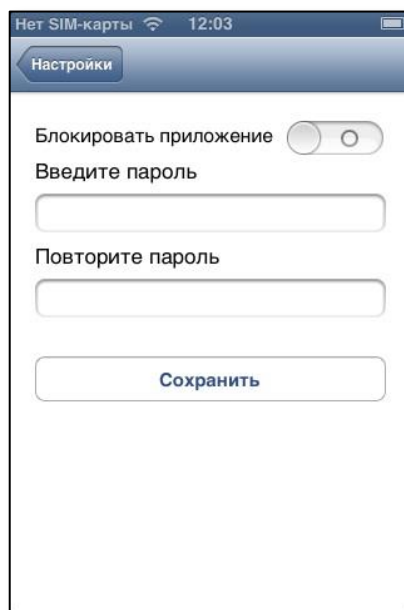 Нет SIM-карты 12:03
Настройки
Блокировать приложение
Введите пароль
Повторите пароль
Сохранить